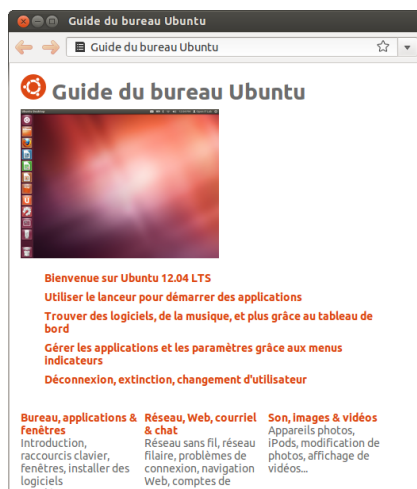 Guide du bureau Ubuntu
Guide du bureau Ubuntu
Guide du bureau Ubuntu
Bienvenue sur Ubuntu 12.04 LTS
Utiliser le lanceur pour démarrer des applications
Trouver des logiciels, de la musique, et plus grâce au tableau de
bord
Gérer les applications et les paramètres grâce aux menus
indicateurs
Déconnexion, extinction, changement d'utilisateur
Bureau, applications &
fenêtres
Introduction,
raccourcis clavier,
fenêtres, installer des
logiciels
Réseau, Web, courriel
& chat
Réseau sans fil, réseau
filaire, problèmes de
connexion, navigation
Web, comptes de
Son, images & vidéos
Appareils photos,
iPods, modification de
photos, affichage de
vidéos...